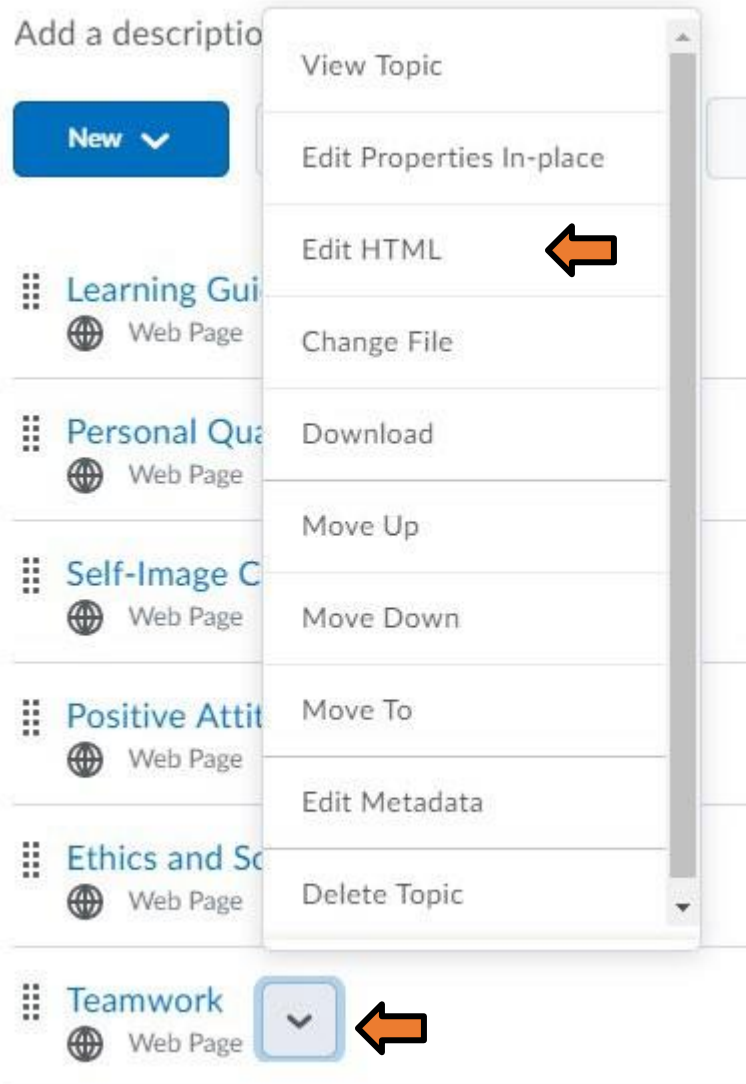 Add a descriptio
New
View Topic
Edit Properties In-place
Edit HTML
Change File
Download
Move Up
Move Down
Move To
Edit Metadata
Delete Topic
Learning Gui
Web Page
Personal Qua
Web Page
Self-Image C
Web Page
Positive Attit
Web Page
Ethics and So
Web Page
Teamwork
Web Page